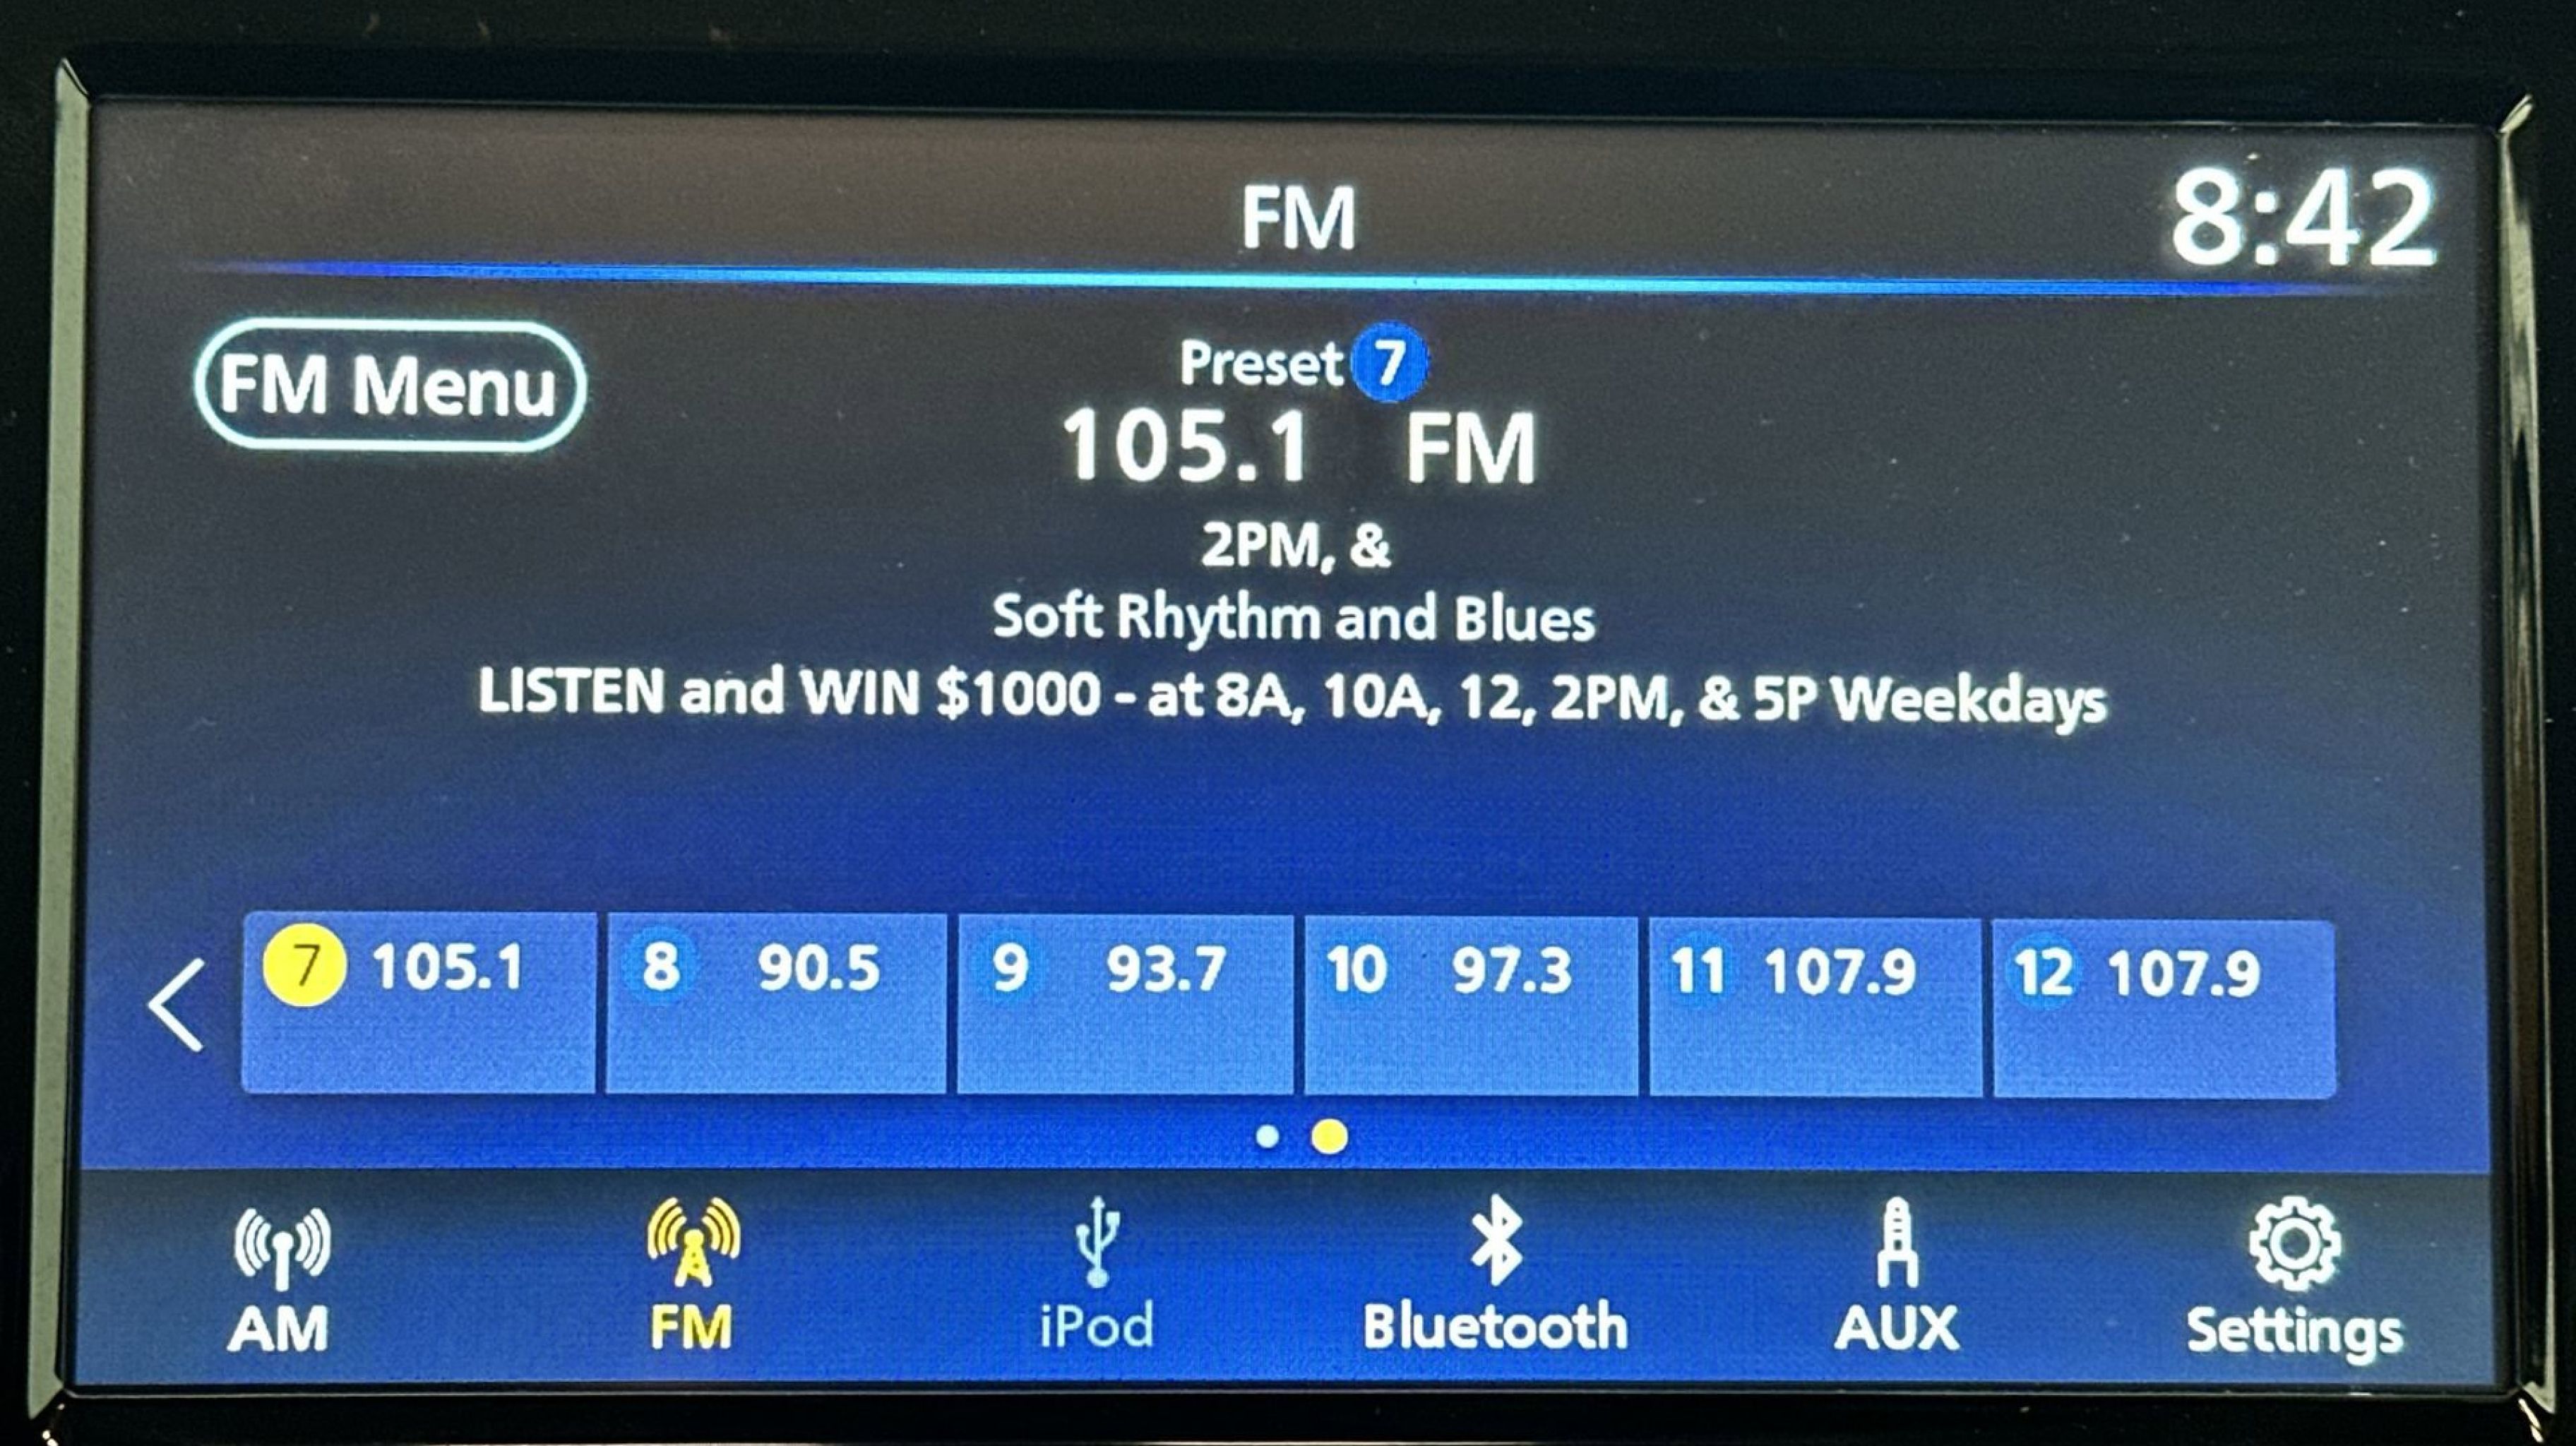 FM
8:42
FM Menu
Preset 7
105.1 FM
2PM, &
Soft Rhythm and Blues
LISTEN and WIN $1000 - at 8A, 10A, 12, 2PM, & 5P Weekdays
7 105.1 8 90.5 9 93.7 10 97.3 11 107.9 12 107.9
AM FM iPod Bluetooth AUX Settings